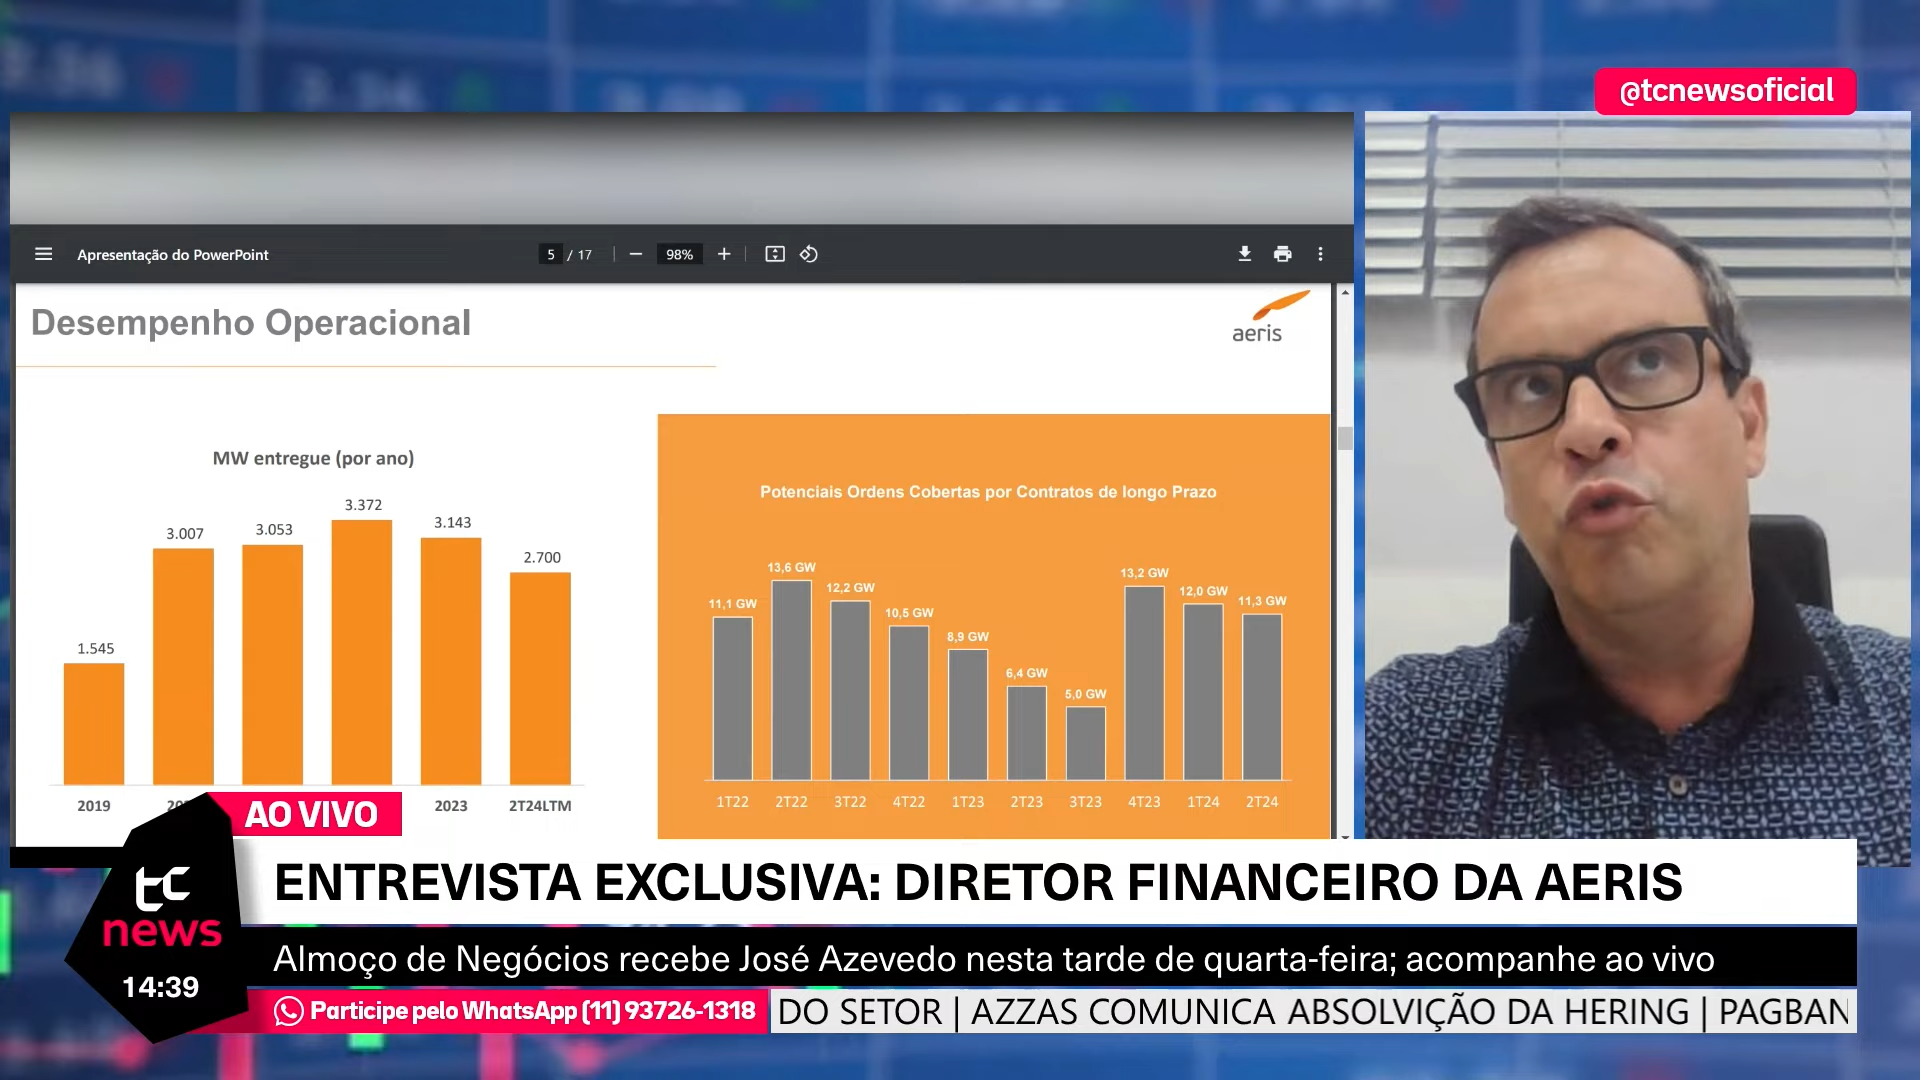 @tcnewsoficial
Apresentação do PowerPoint
5 / 17
98%
Desempenho Operacional
aeris
MW entregue (por ano)
1.545
3.007
3.053
3.372
3.143
2.700
2019
2023
2T24LTM
Potenciais Ordens Cobertas por Contratos de longo Prazo
11,1 GW
13,6 GW
12,2 GW
10,5 GW
8,9 GW
6,4 GW
5,0 GW
13,2 GW
12,0 GW
11,3 GW
1T22
2T22
3T22
4T22
1T23
2T23
3T23
4T23
1T24
2T24
AO VIVO
tc
news
14:39
ENTREVISTA EXCLUSIVA: DIRETOR FINANCEIRO DA AERIS
Almoço de Negócios recebe José Azevedo nesta tarde de quarta-feira; acompanhe ao vivo
Participe pelo WhatsApp (11) 93726-1318
DO SETOR | AZZAS COMUNICA ABSOLVIÇÃO DA HERING | PAGBAN